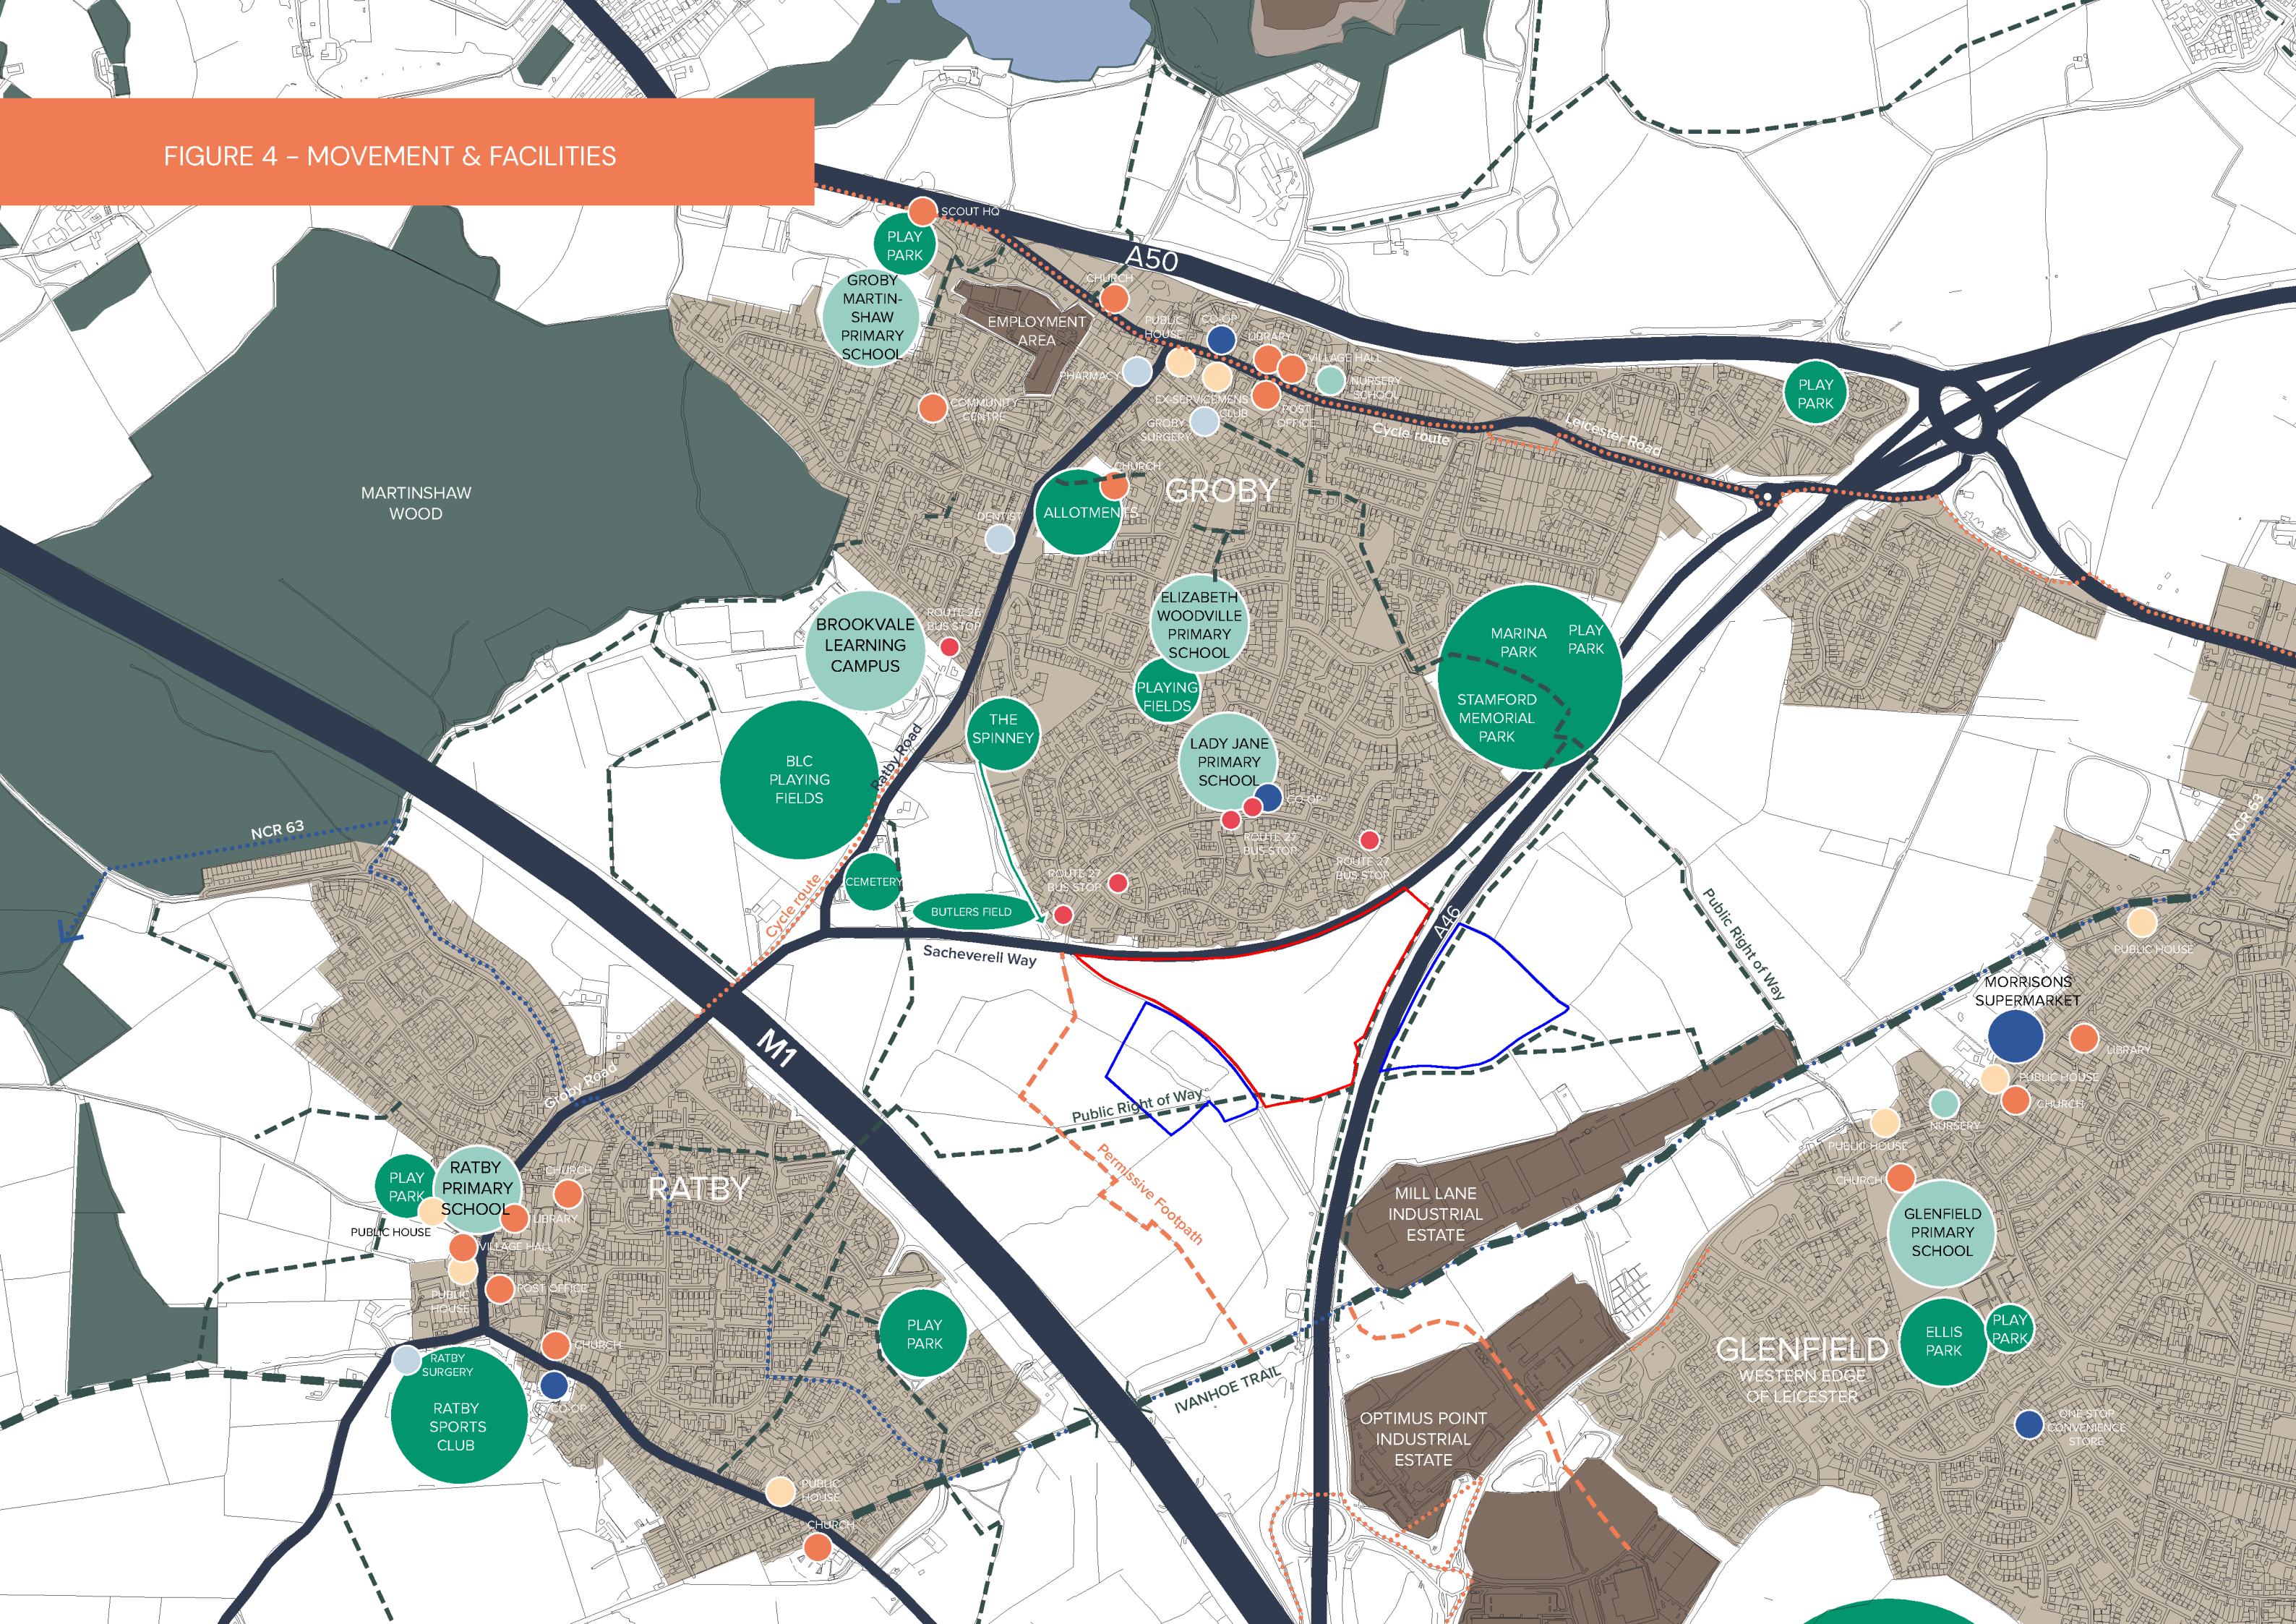 FIGURE 4 – MOVEMENT & FACILITIES
SCOUT HQ
PLAY
PARK
GROBY
MARTIN-
SHAW
PRIMARY
SCHOOL
A50
CHURCH
EMPLOYMENT
AREA
PUBLIC
HOUSE
CO-OP
LIBRARY
VILLAGE HALL
PHARMACY
NURSERY
SCHOOL
EX-SERVICEMENS
CLUB
POST
OFFICE
GROBY
SURGERY
COMMUNITY
CENTRE
Cycle route
Leicester Road
PLAY
PARK
CHURCH
GROBY
ALLOTMENTS
DENTIST
MARTINSHAW
WOOD
ELIZABETH
WOODVILLE
PRIMARY
SCHOOL
ROUTE 26
BUS STOP
BROOKVALE
LEARNING
CAMPUS
MARINA
PARK
PLAY
PARK
STAMFORD
MEMORIAL
PARK
PLAYING
FIELDS
THE
SPINNEY
LADY JANE
PRIMARY
SCHOOL
CO-OP
BLC
PLAYING
FIELDS
Ratby Road
ROUTE 27
BUS STOP
ROUTE 27
BUS STOP
ROUTE 27
BUS STOP
CEMETERY
BUTLERS FIELD
Cycle route
Sacheverell Way
A46
NCR 63
NCR 63
Public Right of Way
PUBLIC HOUSE
MORRISONS
SUPERMARKET
LIBRARY
PUBLIC HOUSE
CHURCH
NURSERY
PUBLIC HOUSE
CHURCH
GLENFIELD
PRIMARY
SCHOOL
M1
Groby Road
Public Right of Way
Permissive Footpath
RATBY
PLAY
PARK
RATBY
PRIMARY
SCHOOL
CHURCH
LIBRARY
PUBLIC HOUSE
VILLAGE HALL
PUBLIC
HOUSE
POST OFFICE
CHURCH
RATBY
SURGERY
CO-OP
RATBY
SPORTS
CLUB
PLAY
PARK
PUBLIC
HOUSE
CHURCH
IVANHOE TRAIL
MILL LANE
INDUSTRIAL
ESTATE
OPTIMUS POINT
INDUSTRIAL
ESTATE
GLENFIELD
WESTERN EDGE
OF LEICESTER
ELLIS
PARK
PLAY
PARK
ONE STOP
CONVENIENCE
STORE